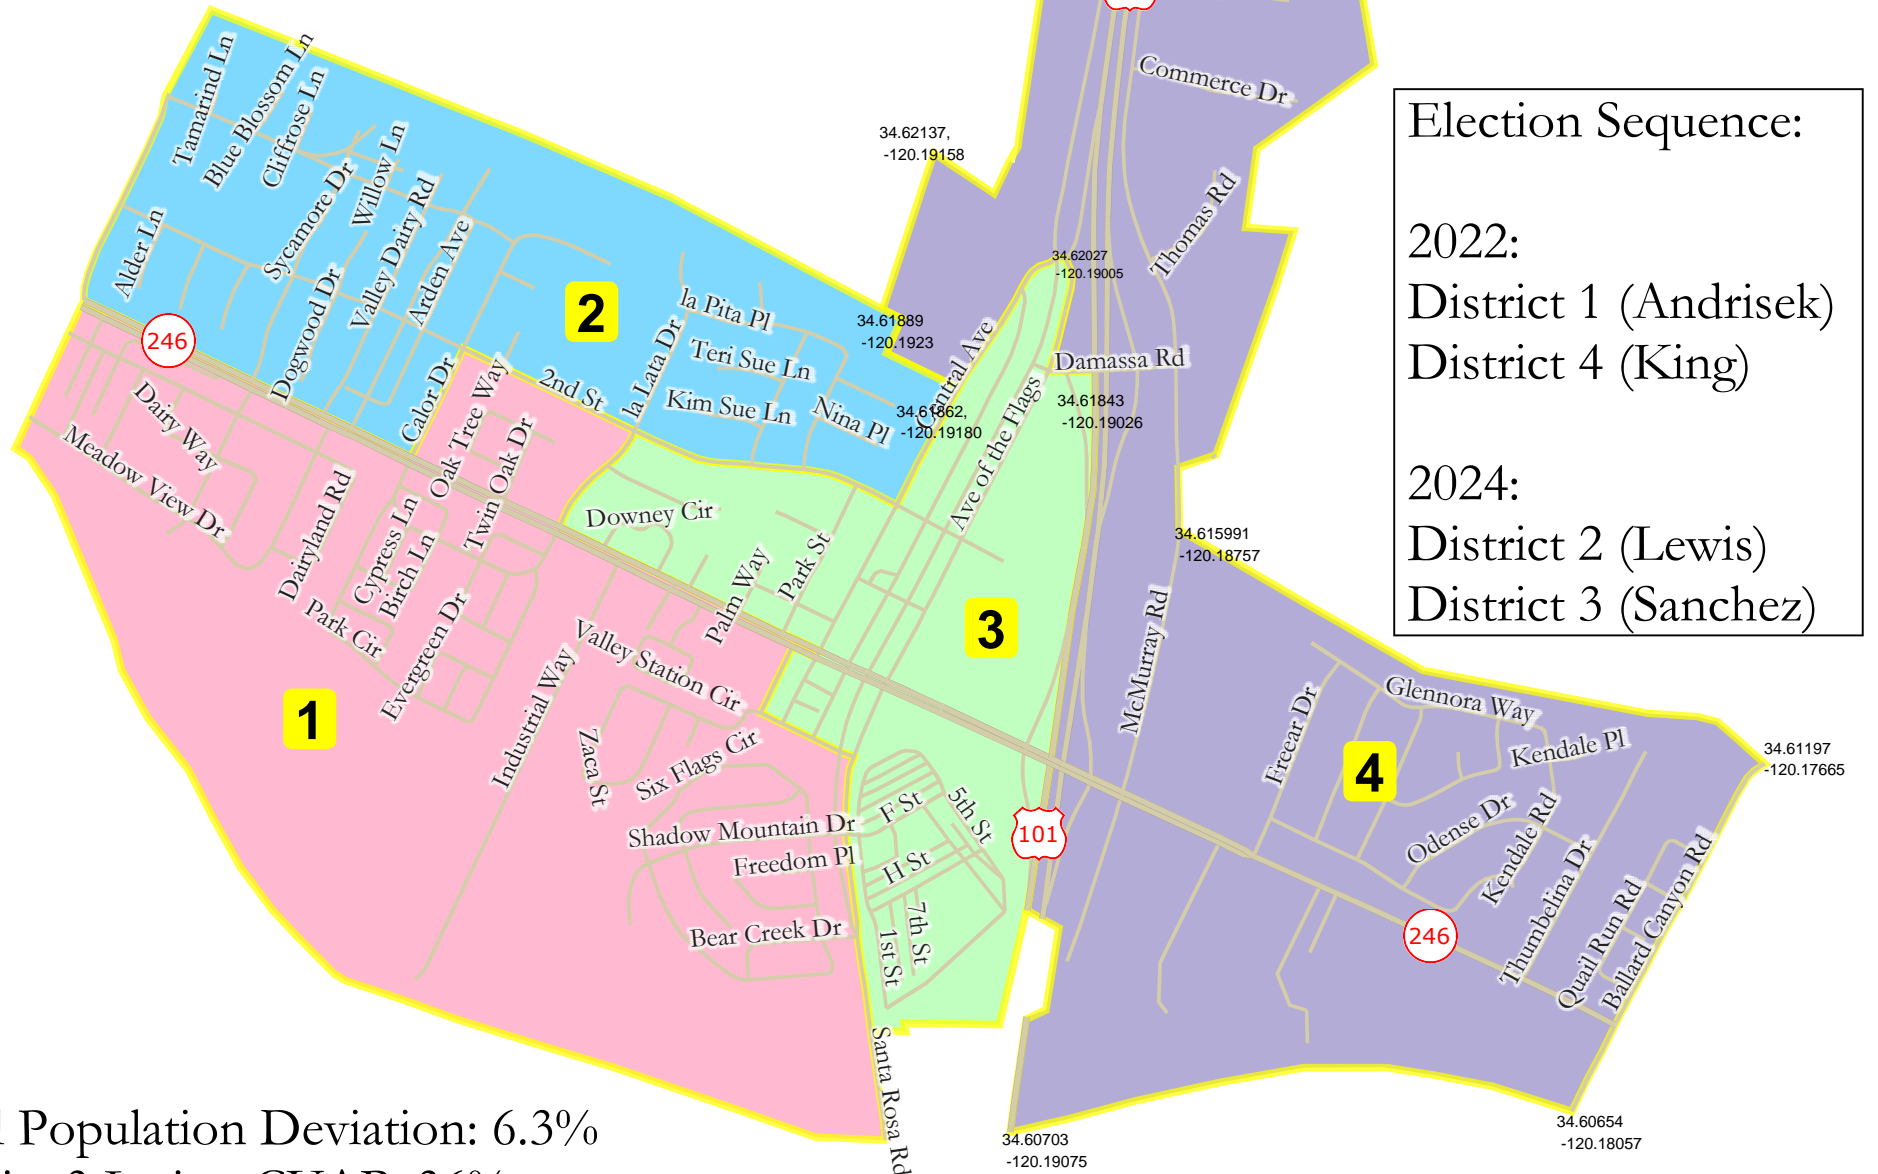 Commerce Dr
Election Sequence:
2022:
District 1 (Andrisek)
District 4 (King)
2024:
District 2 (Lewis)
District 3 (Sanchez)
Tamarind Ln
Blue Blossom Ln
Cliffrose Ln
Willow Ln
Sycamore Dr
Valley Dairy Rd
Alder Ln
Arden Ave
Dogwood Dr
Calor Dr
2
la Pita Pl
Teri Sue Ln
Kim Sue Ln
la Lata Dr
Nina Pl
2nd St
34.62137,
-120.19158
34.61889
-120.1923
34.61862,
-120.19180
34.62027
-120.19005
34.61843
-120.19026
34.615991
-120.18757
Thomas Rd
Damassa Rd
Central Ave
Ave of the Flags
246
Dairy Way
Meadow View Dr
Dairyland Rd
Oak Tree Way
Twin Oak Dr
Cypress Ln
Birch Ln
Park Cir
Evergreen Dr
Downey Cir
Palm Way
Park St
3
McMurray Rd
1
Industrial Way
Valley Station Cir
Zaca St
Six Flags Cir
Shadow Mountain Dr
Freedom Pl
Bear Creek Dr
F St
5th St
H St
7th St
1st St
101
Santa Rosa Rd
Freear Dr
Glennora Way
Kendale Pl
4
Odense Dr
Kendale Rd
Thumbelina Dr
Quail Run Rd
Ballard Canyon Rd
246
34.61197
-120.17665
34.60654
-120.18057
34.60703
-120.19075
Population Deviation: 6.3%